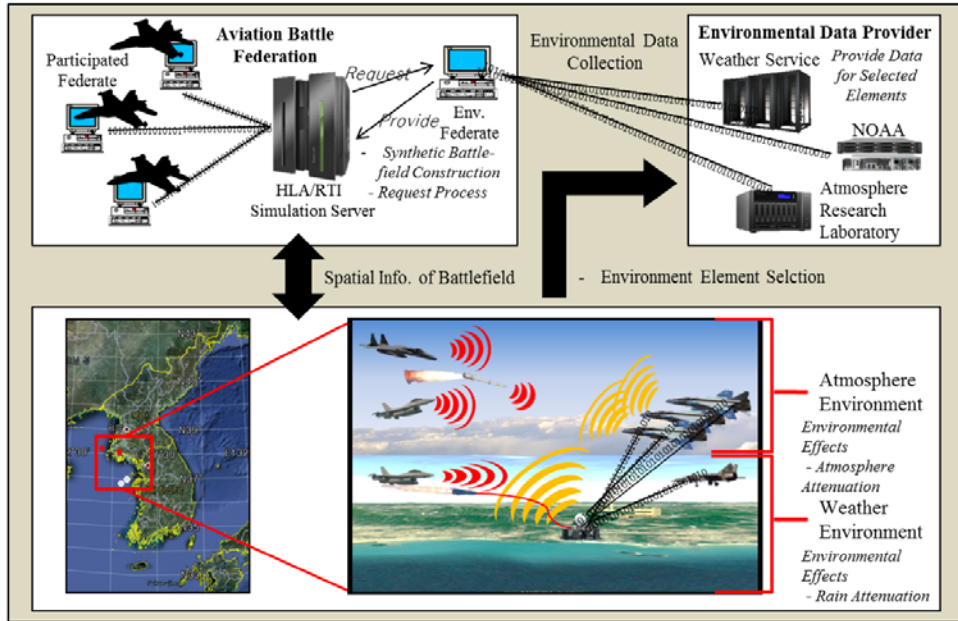 Aviation Battle
Federation
Participated
Federate
Request
Provide
Env.
Federate
- Synthetic Battle-
field Construction
- Request Process
HLA/RTI
Simulation Server
Environmental Data
Collection
Environmental Data Provider
Weather Service
Provide Data
for Selected
Elements
NOAA
Atmosphere
Research
Laboratory
Spatial Info. of Battlefield
- Environment Element Selction
Atmosphere
Environment
Environmental
Effects
- Atmosphere
Attenuation
Weather
Environment
Environmental
Effects
- Rain Attenuation